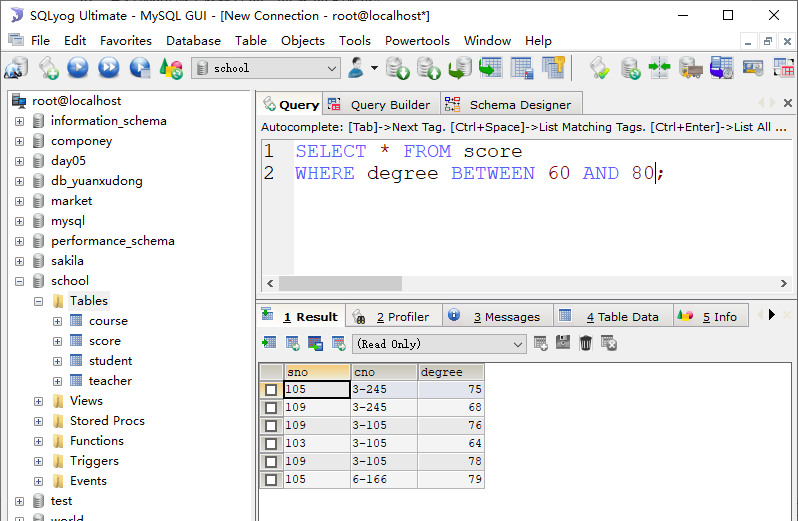 SQLyog Ultimate - MySQL GUI - [New Connection - root@localhost*]
File Edit Favorites Database Table Objects Tools Powertools Window Help
school
root@localhost
information_schema
componey
day05
db_yuanxudong
market
mysql
performance_schema
sakila
school
Tables
course
score
student
teacher
Views
Stored Procs
Functions
Triggers
Events
test
world
Query Query Builder Schema Designer
Autocomplete: [Tab]->Next Tag. [Ctrl+Space]->List Matching Tags. [Ctrl+Enter]->List All ...
1 SELECT * FROM score
2 WHERE degree BETWEEN 60 AND 80;
1 Result 2 Profiler 3 Messages 4 Table Data 5 Info
(Read Only)
sno cno degree
105 3-245 75
109 3-245 68
109 3-105 76
103 3-105 64
109 3-105 78
105 6-166 79